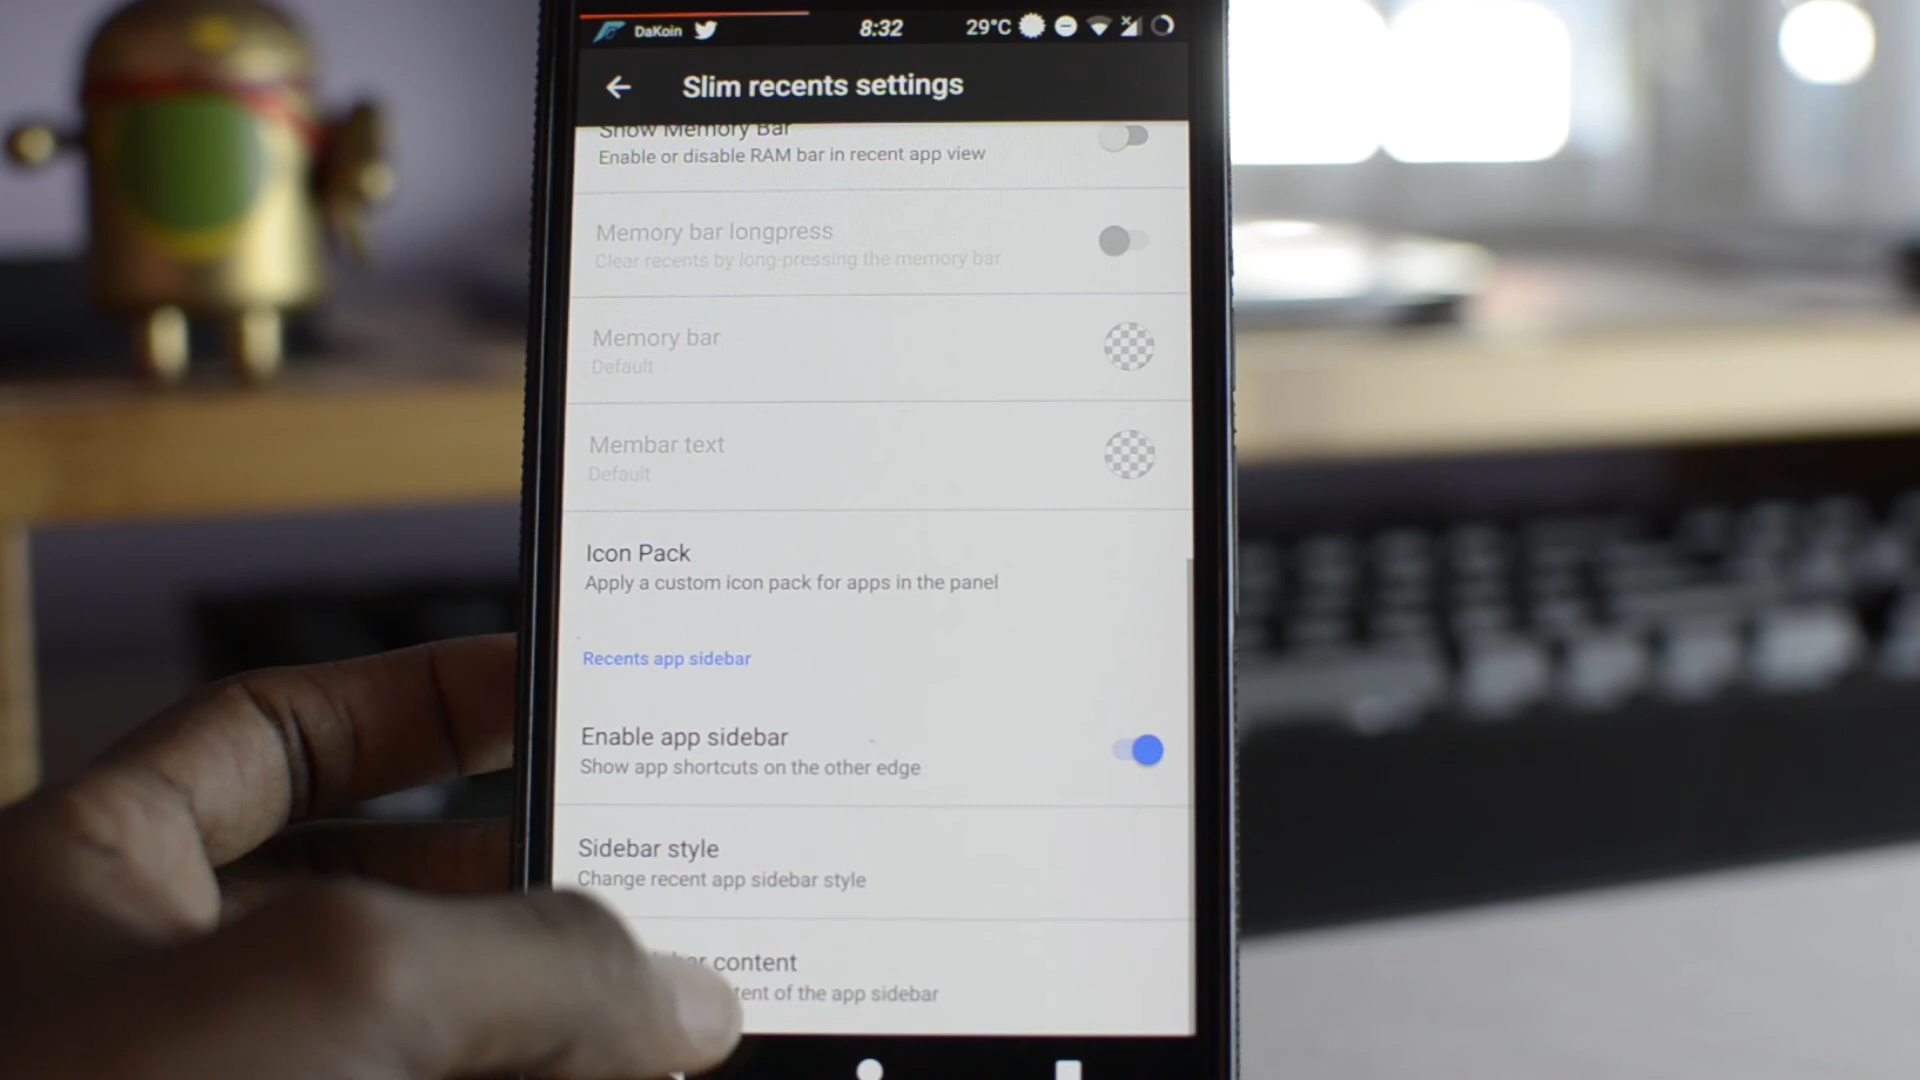 DaKoin 8:32 29°C
Slim recents settings
Show Memory Bar
Enable or disable RAM bar in recent app view
Memory bar longpress
Clear recents by long-pressing the memory bar
Memory bar
Default
Membar text
Default
Icon Pack
Apply a custom icon pack for apps in the panel
Recents app sidebar
Enable app sidebar
Show app shortcuts on the other edge
Sidebar style
Change recent app sidebar style
content
of the app sidebar